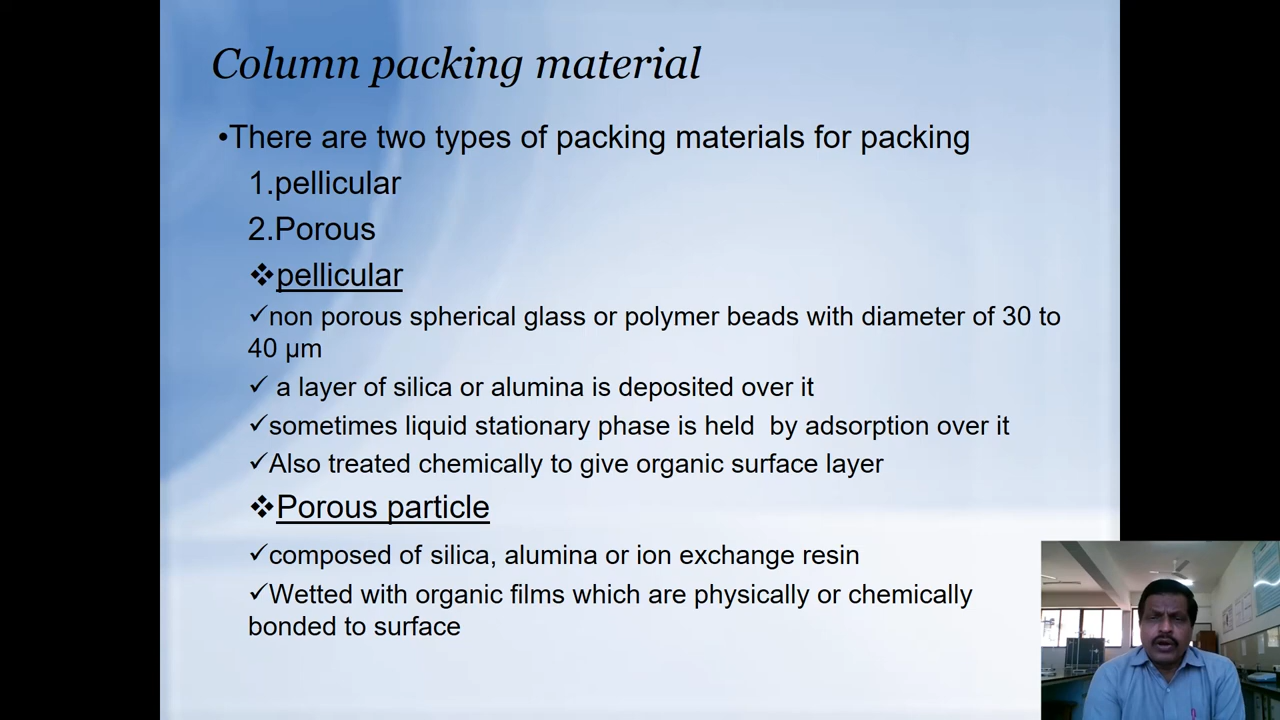 Column packing material
•There are two types of packing materials for packing
1.pellicular
2.Porous
❖pellicular
✓non porous spherical glass or polymer beads with diameter of 30 to
40 µm
✓ a layer of silica or alumina is deposited over it
✓sometimes liquid stationary phase is held  by adsorption over it
✓Also treated chemically to give organic surface layer
❖Porous particle
✓composed of silica, alumina or ion exchange resin
✓Wetted with organic films which are physically or chemically
bonded to surface